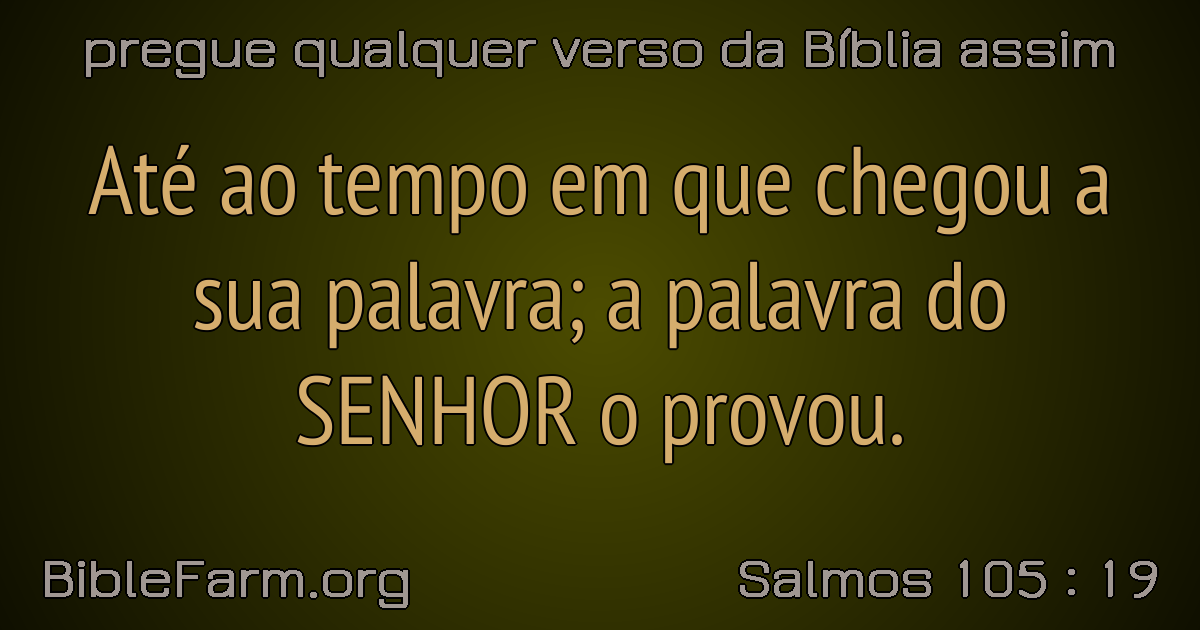 pregue qualquer verso da Bíblia assim
Até ao tempo em que chegou a
sua palavra; a palavra do
SENHOR o provou.
BibleFarm.org
Salmos 105 : 19